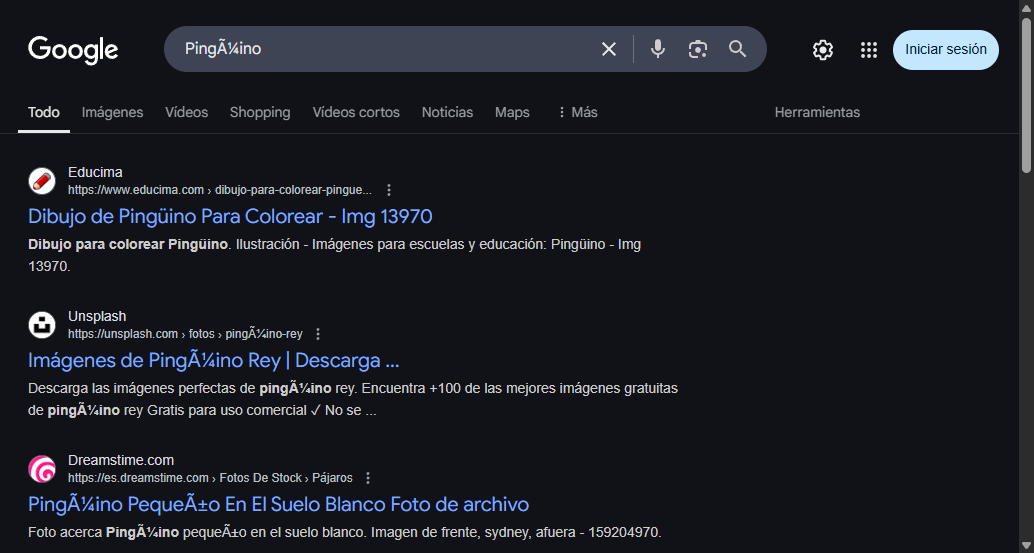 Google
PingÃ¼ino
Iniciar sesión
Todo Imágenes Vídeos Shopping Vídeos cortos Noticias Maps Más Herramientas
Educima
https://www.educima.com › dibujo-para-colorear-pingue...
Dibujo de Pingüino Para Colorear - Img 13970
Dibujo para colorear Pingüino. Ilustración - Imágenes para escuelas y educación: Pingüino - Img
13970.
Unsplash
https://unsplash.com › fotos › pingÃ¼ino-rey
Imágenes de PingÃ¼ino Rey | Descarga ...
Descarga las imágenes perfectas de pingÃ¼ino rey. Encuentra +100 de las mejores imágenes gratuitas
de pingÃ¼ino rey Gratis para uso comercial ✓ No se ...
Dreamstime.com
https://es.dreamstime.com › Fotos De Stock › Pájaros
PingÃ¼ino PequeÃ±o En El Suelo Blanco Foto de archivo
Foto acerca PingÃ¼ino pequeÃ±o en el suelo blanco. Imagen de frente, sydney, afuera - 159204970.